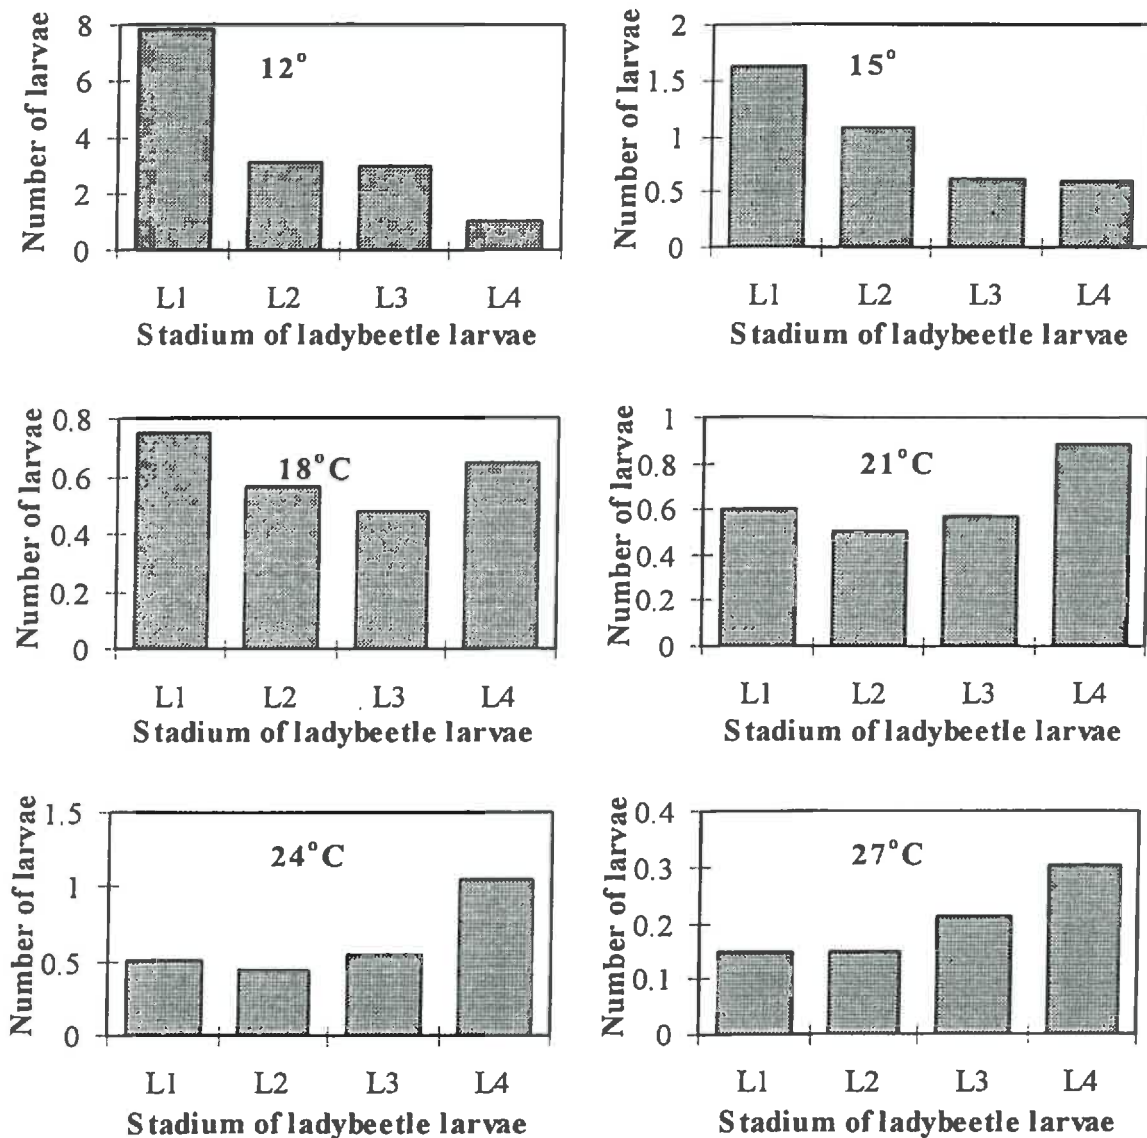 Number of larvae
8
6
4
2
0
12°
L1 L2 L3 L4
Stadium of ladybeetle larvae
Number of larvae
2
1.5
1
0.5
0
15°
L1 L2 L3 L4
Stadium of ladybeetle larvae
Number of larvae
0.8
0.6
0.4
0.2
0
18°C
L1 L2 L3 L4
Stadium of ladybeetle larvae
Number of larvae
1
0.8
0.6
0.4
0.2
0
21°C
L1 L2 L3 L4
Stadium of ladybeetle larvae
Number of larvae
1.5
1
0.5
0
24°C
L1 L2 L3 L4
Stadium of ladybeetle larvae
Number of larvae
0.4
0.3
0.2
0.1
0
27°C
L1 L2 L3 L4
Stadium of ladybeetle larvae